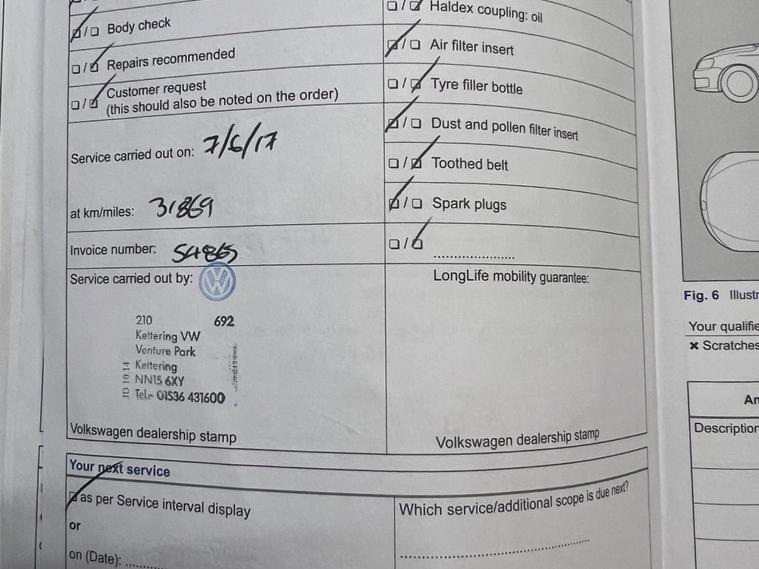 Body check
Repairs recommended
Customer request
(this should also be noted on the order)
Service carried out on: 7/6/17
at km/miles: 31869
Invoice number: 54865
Service carried out by:
210 692
Kettering VW
Venture Park
Kettering
NN15 6XY
Tel:- 01536 431600
JD 10.14
Volkswagen dealership stamp
Haldex coupling: oil
Air filter insert
Tyre filler bottle
Dust and pollen filter insert
Toothed belt
Spark plugs
LongLife mobility guarantee:
Volkswagen dealership stamp
Your next service
as per Service interval display
or
on (Date):
Which service/additional scope is due next?
Fig. 6
Your
Scratches
Description